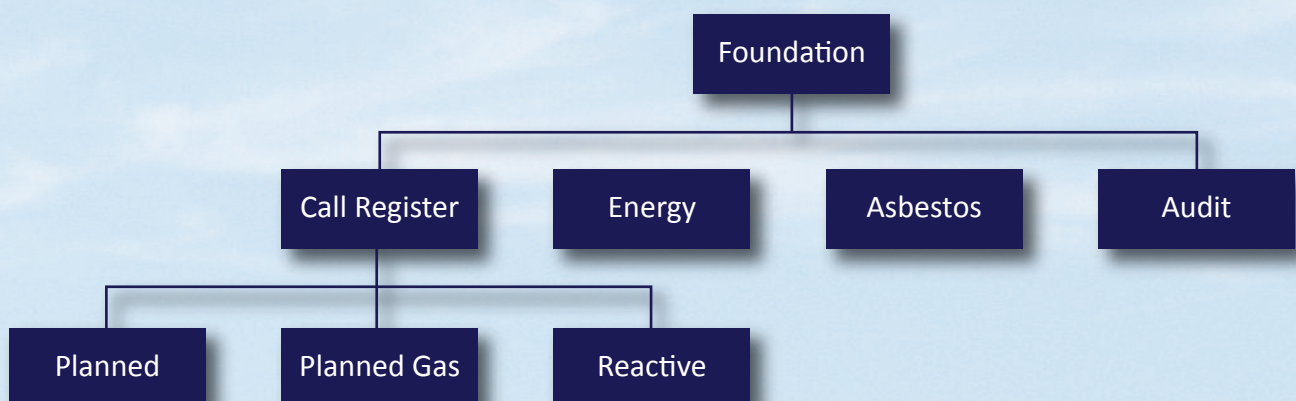 Foundation
Call Register
Energy
Asbestos
Audit
Planned
Planned Gas
Reactive